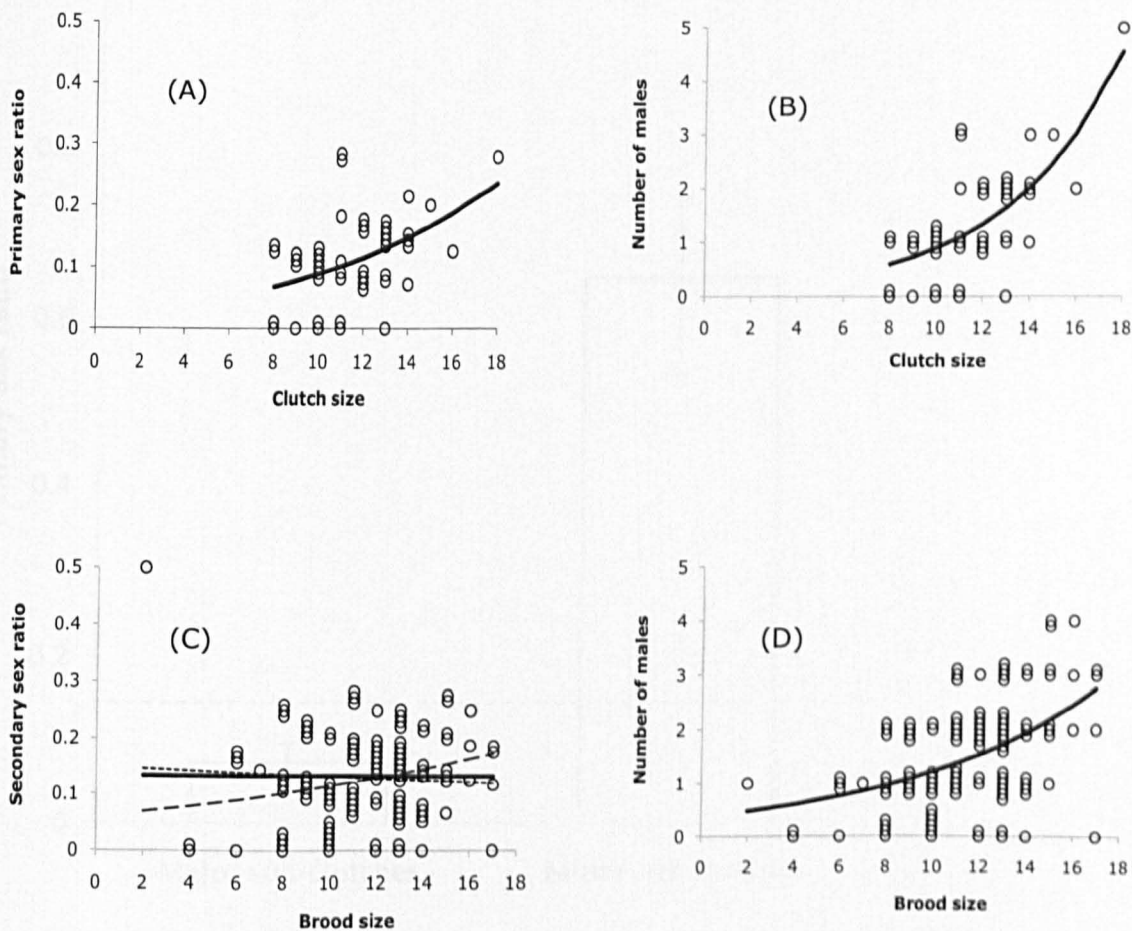 (A)
Primary sex ratio
0.5
0.4
0.3
0.2
0.1
0
0 2 4 6 8 10 12 14 16 18
Clutch size
(B)
Number of males
5
4
3
2
1
0
0 2 4 6 8 10 12 14 16 18
Clutch size
(C)
Secondary sex ratio
0.5
0.4
0.3
0.2
0.1
0
0 2 4 6 8 10 12 14 16 18
Brood size
(D)
Number of males
5
4
3
2
1
0
0 2 4 6 8 10 12 14 16 18
Brood size